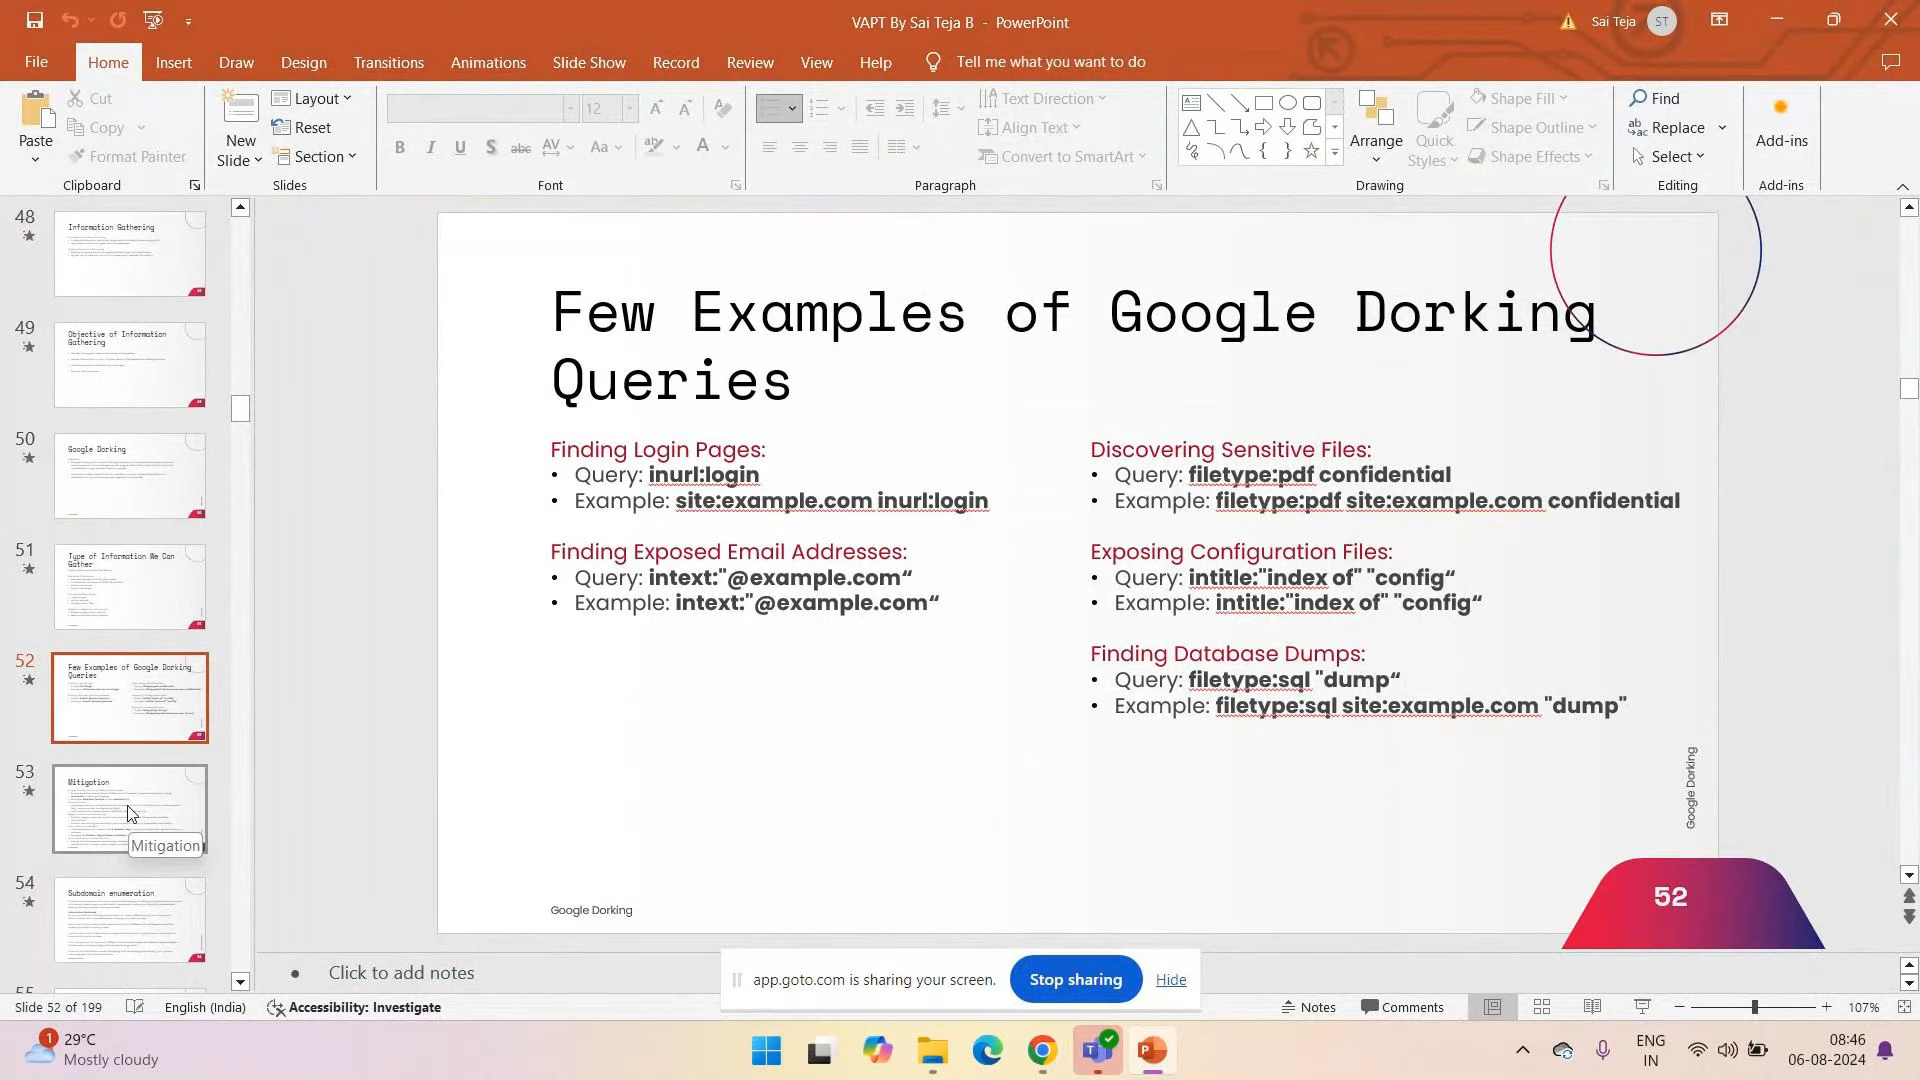 VAPT By Sai Teja B - PowerPoint
Sai Teja
ST
File
Home
Insert
Draw
Design
Transitions
Animations
Slide Show
Record
Review
View
Help
Tell me what you want to do
Paste
Cut
Copy
Format Painter
Clipboard
New
Slide
Layout
Reset
Section
Slides
12
B
I
U
S
abc
AV
Aa
A
Font
Text Direction
Align Text
Convert to SmartArt
Paragraph
Arrange
Quick
Styles
Shape Fill
Shape Outline
Shape Effects
Drawing
Find
Replace
Select
Editing
Add-ins
Add-ins
48
Information Gathering
49
Objective of Information
Gathering
50
Google Dorking
51
Type of Information We Can
Gather
52
Few Examples of Google Dorking
Queries
53
Mitigation
Mitigation
54
Subdomain enumeration
55
Few Examples of Google Dorking
Queries
Finding Login Pages:
• Query: inurl:login
• Example: site:example.com inurl:login
Finding Exposed Email Addresses:
• Query: intext:"@example.com“
• Example: intext:"@example.com“
Discovering Sensitive Files:
• Query: filetype:pdf confidential
• Example: filetype:pdf site:example.com confidential
Exposing Configuration Files:
• Query: intitle:"index of" "config“
• Example: intitle:"index of" "config“
Finding Database Dumps:
• Query: filetype:sql "dump“
• Example: filetype:sql site:example.com "dump"
Google Dorking
Google Dorking
52
• Click to add notes
app.goto.com is sharing your screen.
Stop sharing
Hide
Slide 52 of 199
English (India)
Accessibility: Investigate
Notes
Comments
107%
1
29°C
Mostly cloudy
ENG
IN
08:46
06-08-2024